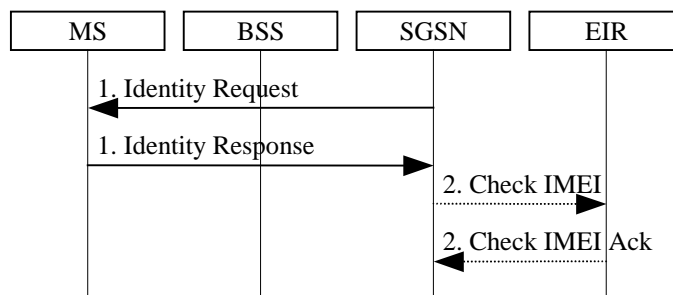 MS BSS SGSN EIR
1. Identity Request
1. Identity Response
2. Check IMEI
2. Check IMEI Ack